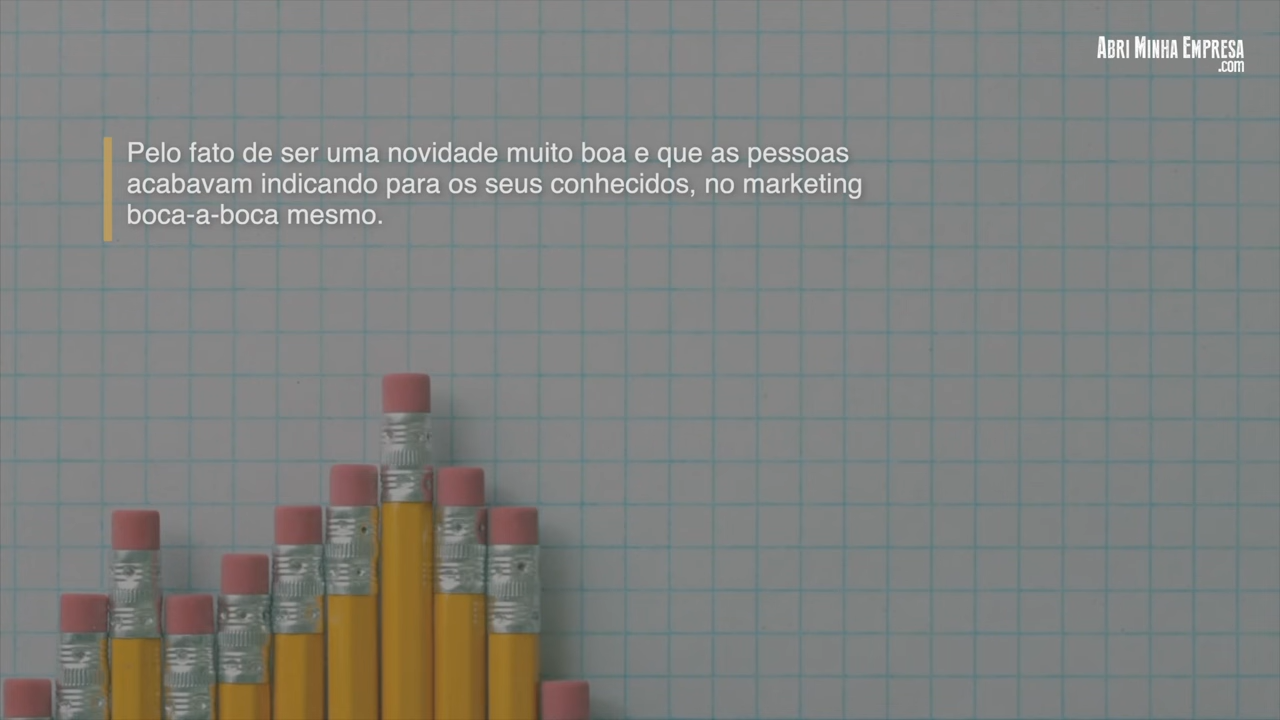 ABRI MINHA EMPRESA
.com
Pelo fato de ser uma novidade muito boa e que as pessoas
acabavam indicando para os seus conhecidos, no marketing
boca-a-boca mesmo.